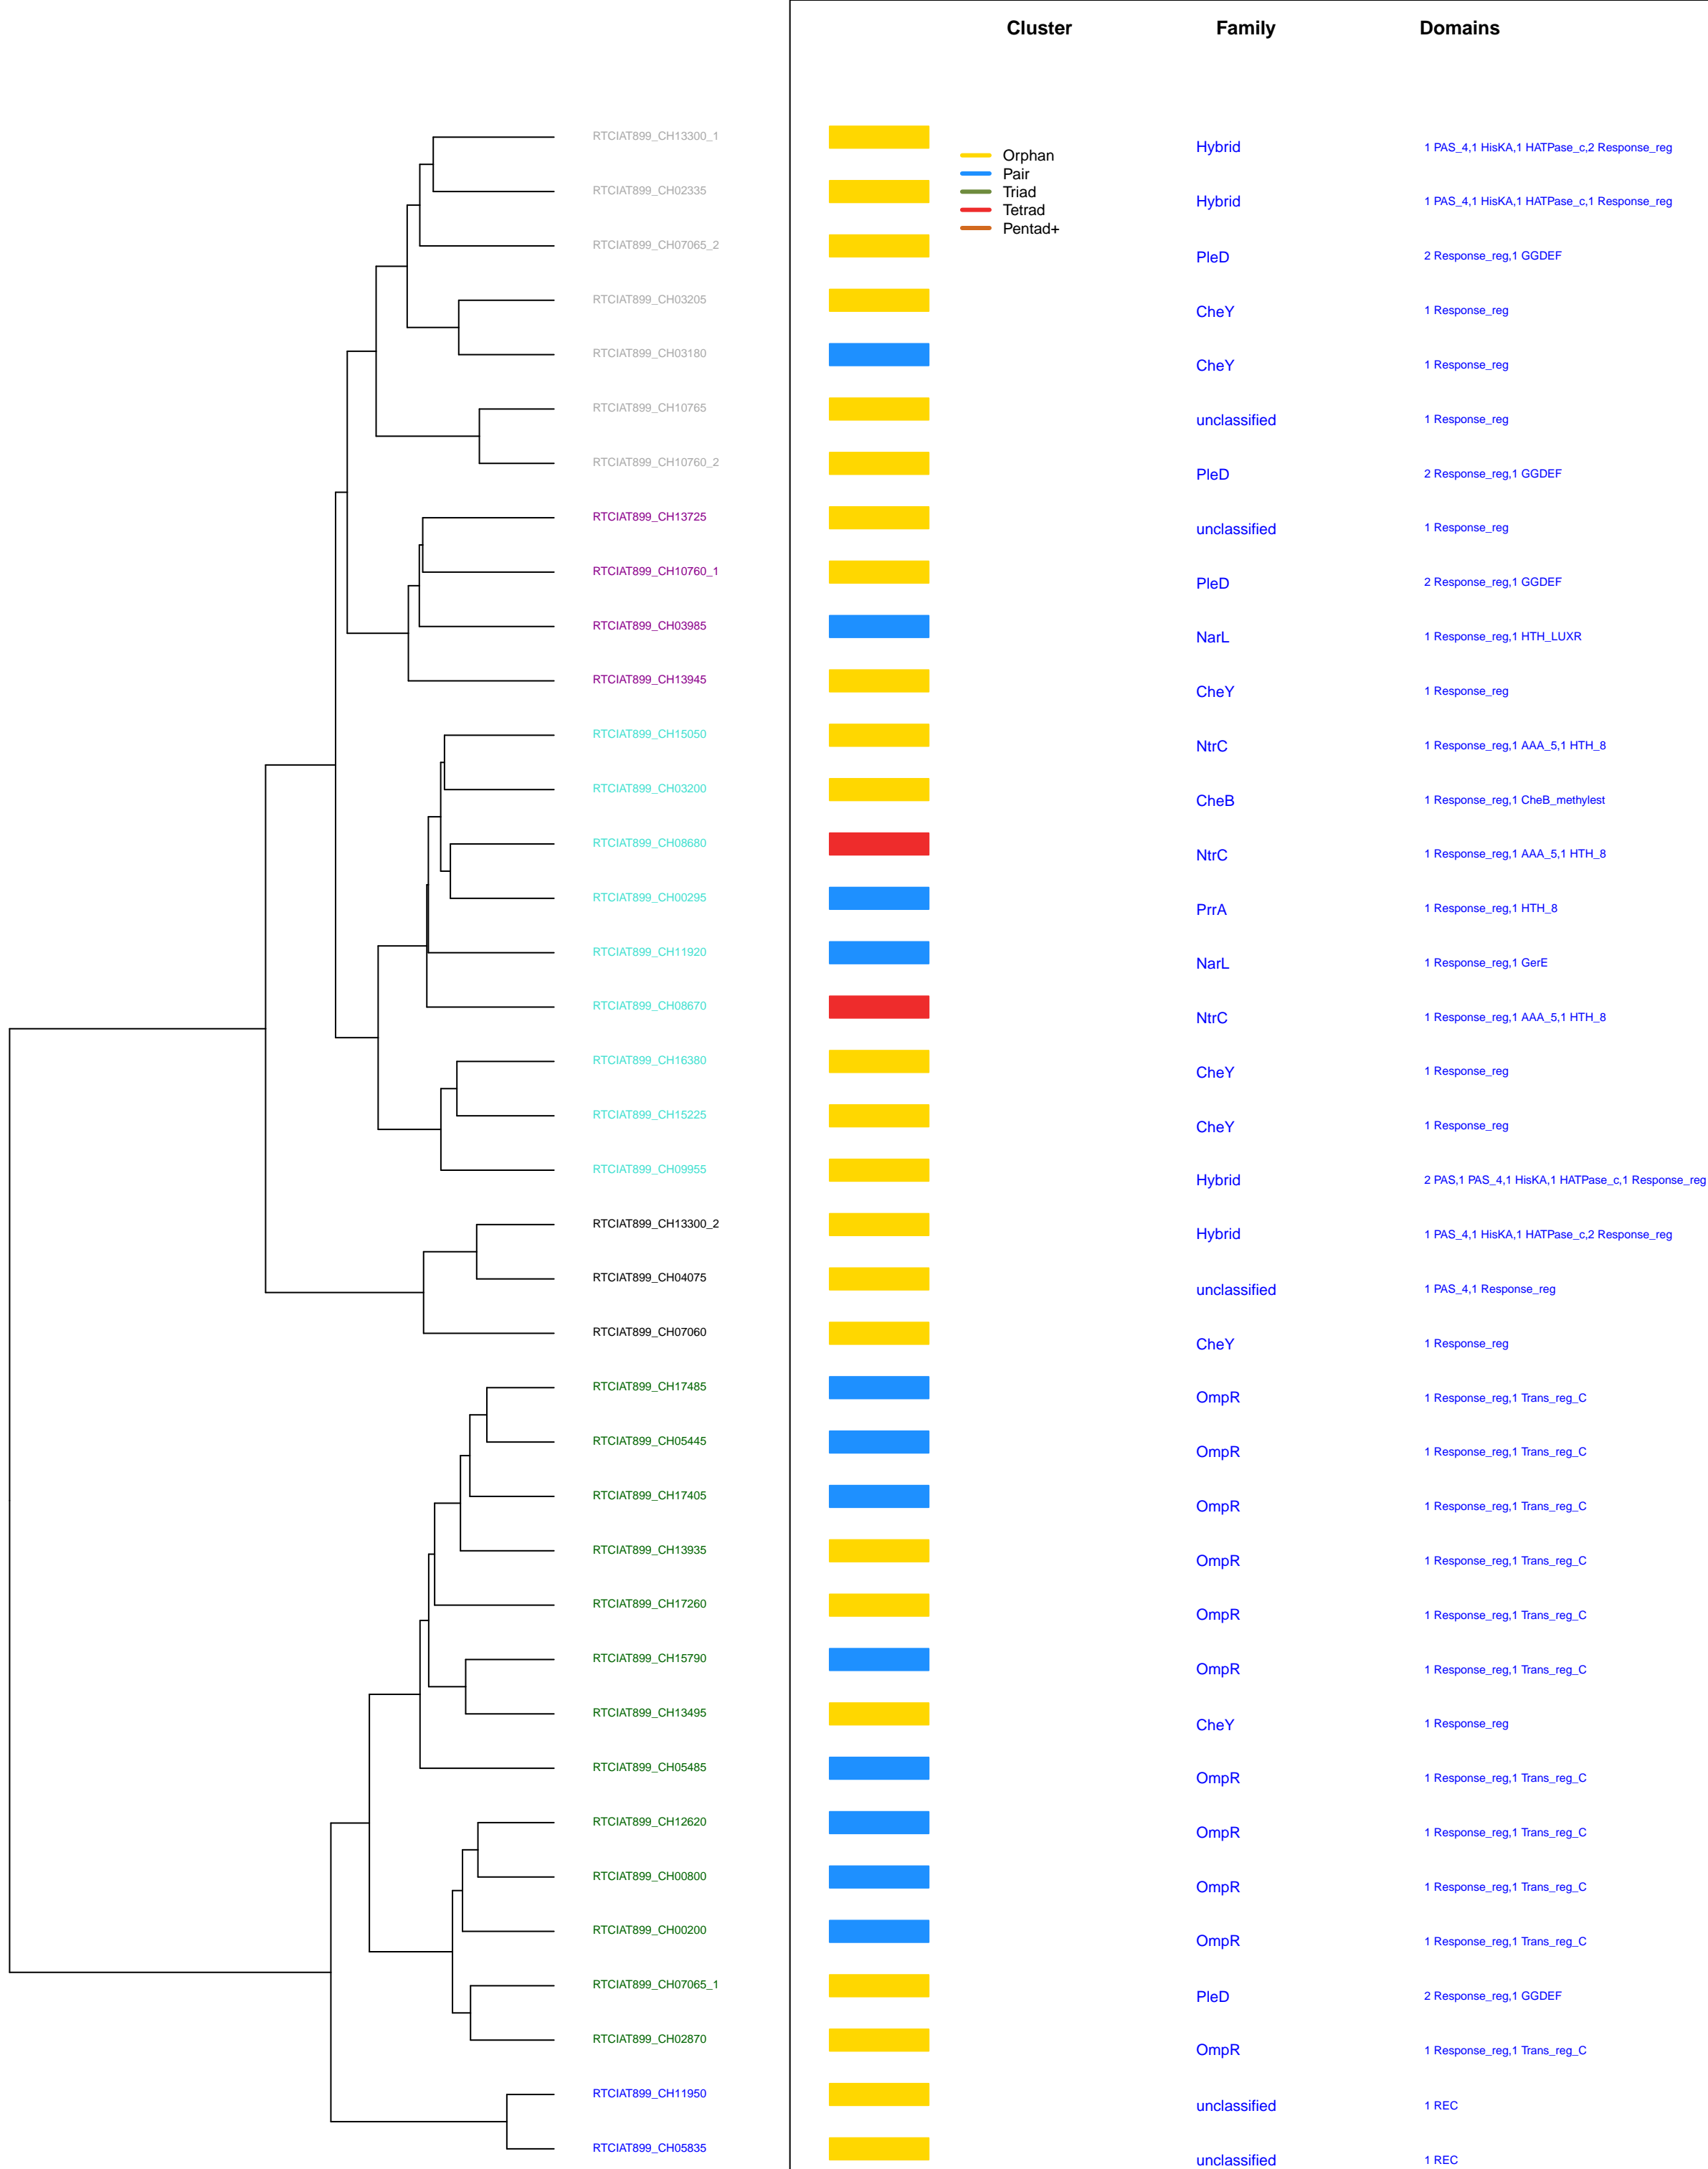 Cluster Family Domains
RTCIAT899_CH13300_1 Hybrid 1 PAS_4,1 HisKA,1 HATPase_c,2 Response_reg
Orphan
Pair
Triad
Tetrad
Pentad+
RTCIAT899_CH02335 Hybrid 1 PAS_4,1 HisKA,1 HATPase_c,1 Response_reg
RTCIAT899_CH07065_2 PleD 2 Response_reg,1 GGDEF
RTCIAT899_CH03205 CheY 1 Response_reg
RTCIAT899_CH03180 CheY 1 Response_reg
RTCIAT899_CH10765 unclassified 1 Response_reg
RTCIAT899_CH10760_2 PleD 2 Response_reg,1 GGDEF
RTCIAT899_CH13725 unclassified 1 Response_reg
RTCIAT899_CH10760_1 PleD 2 Response_reg,1 GGDEF
RTCIAT899_CH03985 NarL 1 Response_reg,1 HTH_LUXR
RTCIAT899_CH13945 CheY 1 Response_reg
RTCIAT899_CH15050 NtrC 1 Response_reg,1 AAA_5,1 HTH_8
RTCIAT899_CH03200 CheB 1 Response_reg,1 CheB_methylest
RTCIAT899_CH08680 NtrC 1 Response_reg,1 AAA_5,1 HTH_8
RTCIAT899_CH00295 PrrA 1 Response_reg,1 HTH_8
RTCIAT899_CH11920 NarL 1 Response_reg,1 GerE
RTCIAT899_CH08670 NtrC 1 Response_reg,1 AAA_5,1 HTH_8
RTCIAT899_CH16380 CheY 1 Response_reg
RTCIAT899_CH15225 CheY 1 Response_reg
RTCIAT899_CH09955 Hybrid 2 PAS,1 PAS_4,1 HisKA,1 HATPase_c,1 Response_reg
RTCIAT899_CH13300_2 Hybrid 1 PAS_4,1 HisKA,1 HATPase_c,2 Response_reg
RTCIAT899_CH04075 unclassified 1 PAS_4,1 Response_reg
RTCIAT899_CH07060 CheY 1 Response_reg
RTCIAT899_CH17485 OmpR 1 Response_reg,1 Trans_reg_C
RTCIAT899_CH05445 OmpR 1 Response_reg,1 Trans_reg_C
RTCIAT899_CH17405 OmpR 1 Response_reg,1 Trans_reg_C
RTCIAT899_CH13935 OmpR 1 Response_reg,1 Trans_reg_C
RTCIAT899_CH17260 OmpR 1 Response_reg,1 Trans_reg_C
RTCIAT899_CH15790 OmpR 1 Response_reg,1 Trans_reg_C
RTCIAT899_CH13495 CheY 1 Response_reg
RTCIAT899_CH05485 OmpR 1 Response_reg,1 Trans_reg_C
RTCIAT899_CH12620 OmpR 1 Response_reg,1 Trans_reg_C
RTCIAT899_CH00800 OmpR 1 Response_reg,1 Trans_reg_C
RTCIAT899_CH00200 OmpR 1 Response_reg,1 Trans_reg_C
RTCIAT899_CH07065_1 PleD 2 Response_reg,1 GGDEF
RTCIAT899_CH02870 OmpR 1 Response_reg,1 Trans_reg_C
RTCIAT899_CH11950 unclassified 1 REC
RTCIAT899_CH05835 unclassified 1 REC